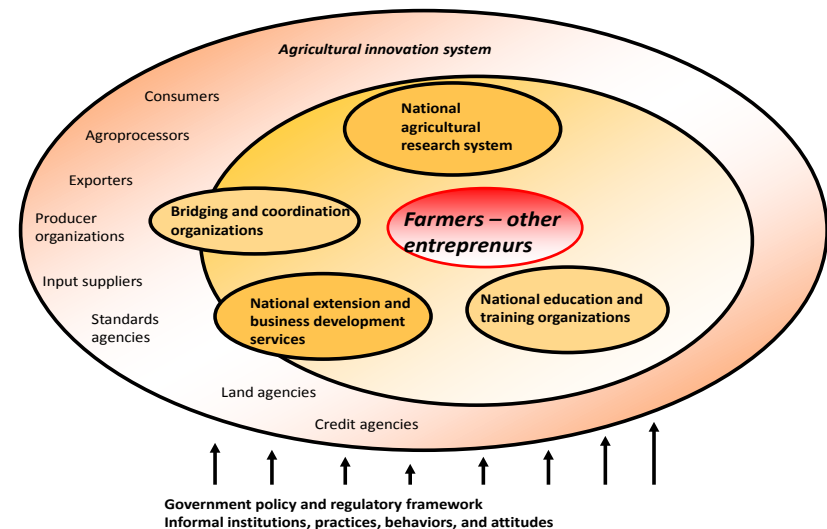 Agricultural innovation system
Consumers
Agroprocessors
Exporters
Producer
organizations
Input suppliers
Standards
agencies
Land agencies
Credit agencies
National
agricultural
research system
Bridging and coordination
organizations
Farmers – other
entreprenurs
National extension and
business development
services
National education and
training organizations
Government policy and regulatory framework
Informal institutions, practices, behaviors, and attitudes